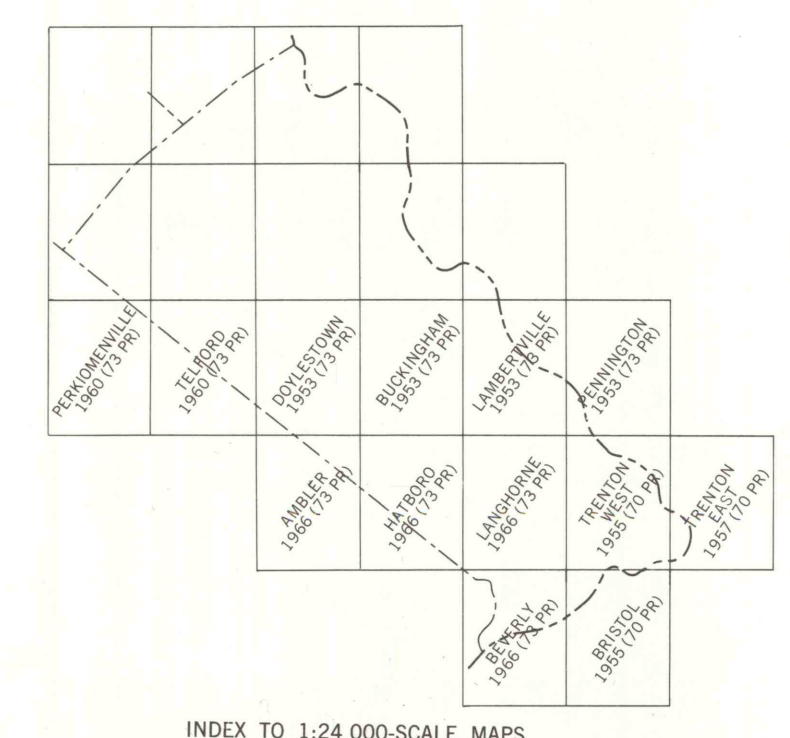 PERKIOMENVILLE
1960 (73 PR)
TELFORD
1960 (73 PR)
DOYLESTOWN
1953 (73 PR)
BUCKINGHAM
1953 (73 PR)
LAMBERTVILLE
1953 (73 PR)
PENNINGTON
1953 (73 PR)
AMBLER
1966 (73 PR)
HATBORO
1966 (73 PR)
LANGHORNE
1966 (73 PR)
TRENTON
WEST
1955 (70 PR)
TRENTON
EAST
1957 (70 PR)
BEVERLY
1966 (73 PR)
BRISTOL
1955 (70 PR)
INDEX TO 1:24 000-SCALE MAPS